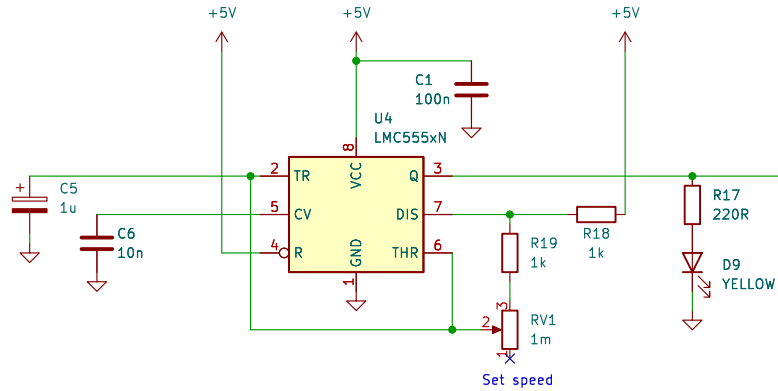 +5V
+5V
+5V
C1
100n
U4
LMC555xN
8
VCC
2
TR
Q
3
C5
1u
+
R17
220R
5
CV
DIS
7
C6
10n
R18
1k
R19
1k
4
R
THR
6
GND
1
D9
YELLOW
3
RV1
1m
2
1
Set speed